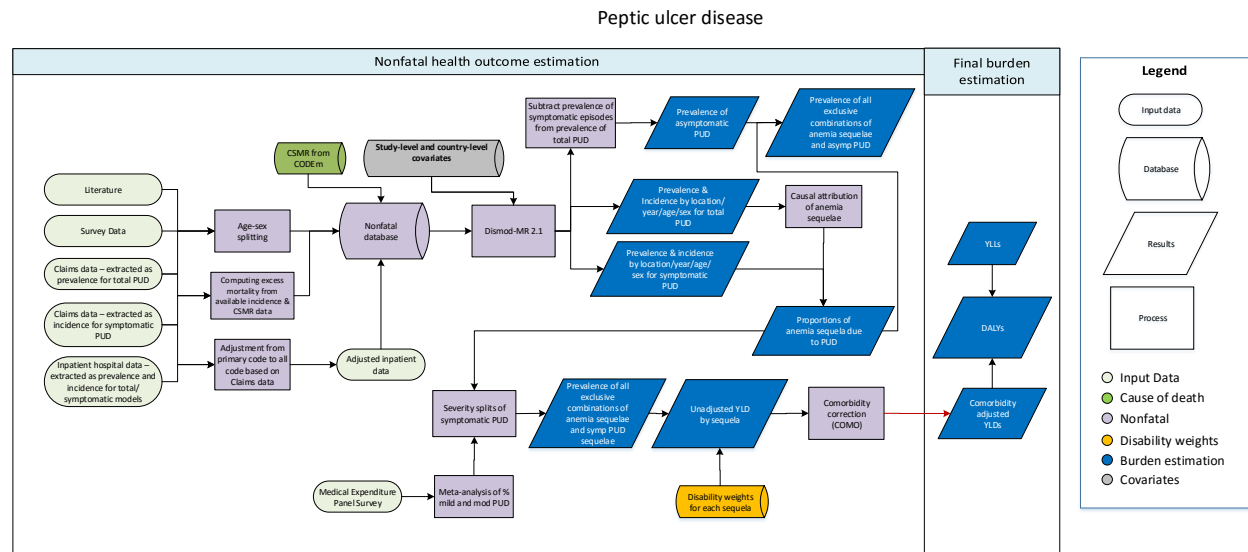 Peptic ulcer disease
Nonfatal health outcome estimation
Final burden
estimation
Literature
Survey Data
Claims data – extracted as
prevalence for total PUD
Claims data – extracted as
incidence for symptomatic
PUD
Inpatient hospital data –
extracted as prevalence and
incidence for total/
symptomatic models
Age-sex
splitting
Computing excess
mortality from
available incidence &
CSMR data
Adjustment from
primary code to all
code based on
Claims data
Adjusted inpatient
data
CSMR from
CODEm
Study-level and country-level
covariates
Nonfatal
database
Dismod-MR 2.1
Subtract prevalence of
symptomatic episodes
from prevalence of
total PUD
Prevalence of
asymptomatic
PUD
Prevalence of all
exclusive
combinations of
anemia sequelae
and asymp PUD
Prevalence &
Incidence by location/
year/age/sex for total
PUD
Causal attribution
of anemia
sequelae
Prevalence & incidence
by location/year/age/
sex for symptomatic
PUD
Proportions of
anemia sequela due
to PUD
Severity splits of
symptomatic PUD
Prevalence of all
exclusive
combinations of
anemia sequelae
and symp PUD
sequelae
Unadjusted YLD
by sequela
Comorbidity
correction
(COMO)
Medical Expenditure
Panel Survey
Meta-analysis of %
mild and mod PUD
Disability weights
for each sequela
YLLs
DALYs
Comorbidity
adjusted
YLDs
Legend
Input data
Database
Results
Process
Input Data
Cause of death
Nonfatal
Disability weights
Burden estimation
Covariates